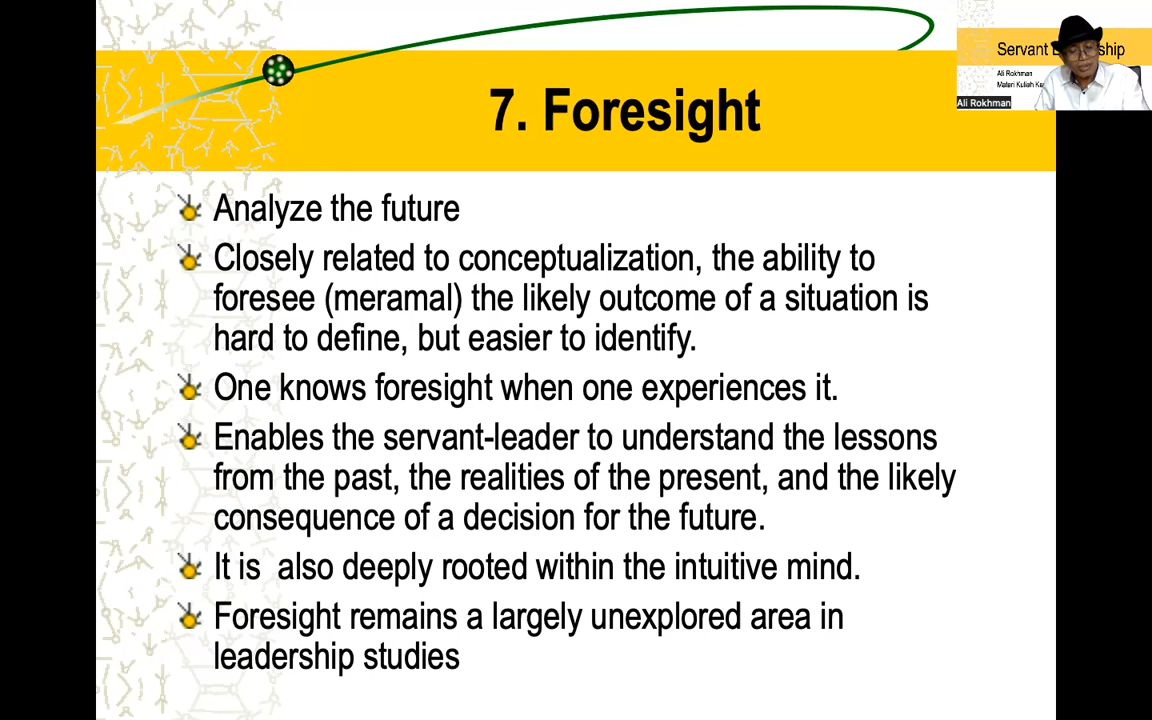 7. Foresight
Servant
ship
Ali Rokhman
Materi Kuliah
Ali Rokhman
Analyze the future
Closely related to conceptualization, the ability to
foresee (meramal) the likely outcome of a situation is
hard to define, but easier to identify.
One knows foresight when one experiences it.
Enables the servant-leader to understand the lessons
from the past, the realities of the present, and the likely
consequence of a decision for the future.
It is  also deeply rooted within the intuitive mind.
Foresight remains a largely unexplored area in
leadership studies